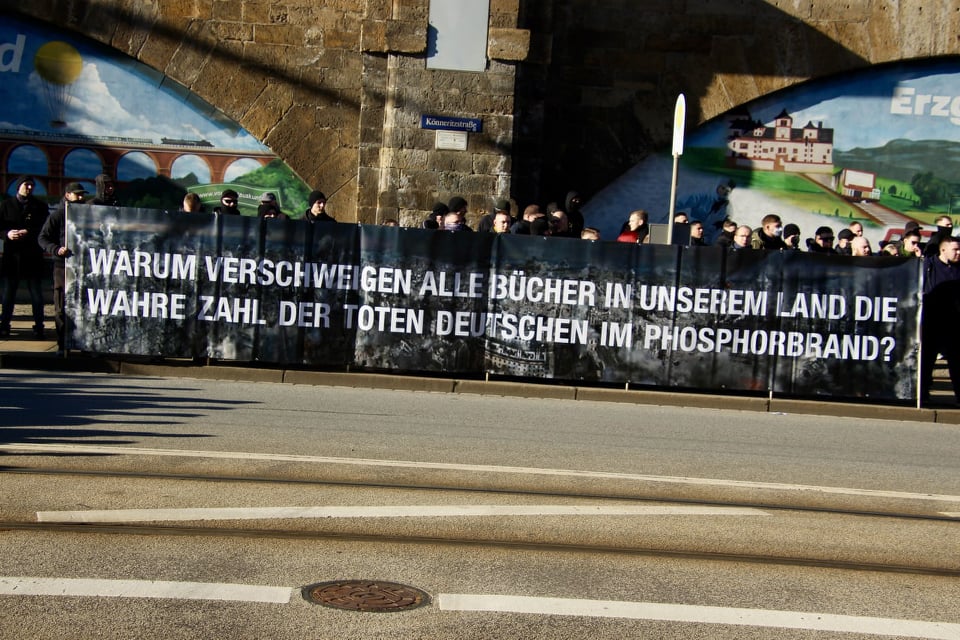 d
Könneritzstraße
Erzg
WARUM VERSCHWEIGEN ALLE BÜCHER IN UNSEREM LAND DIE
WAHRE ZAHL DER TOTEN DEUTSCHEN IM PHOSPHORBRAND?